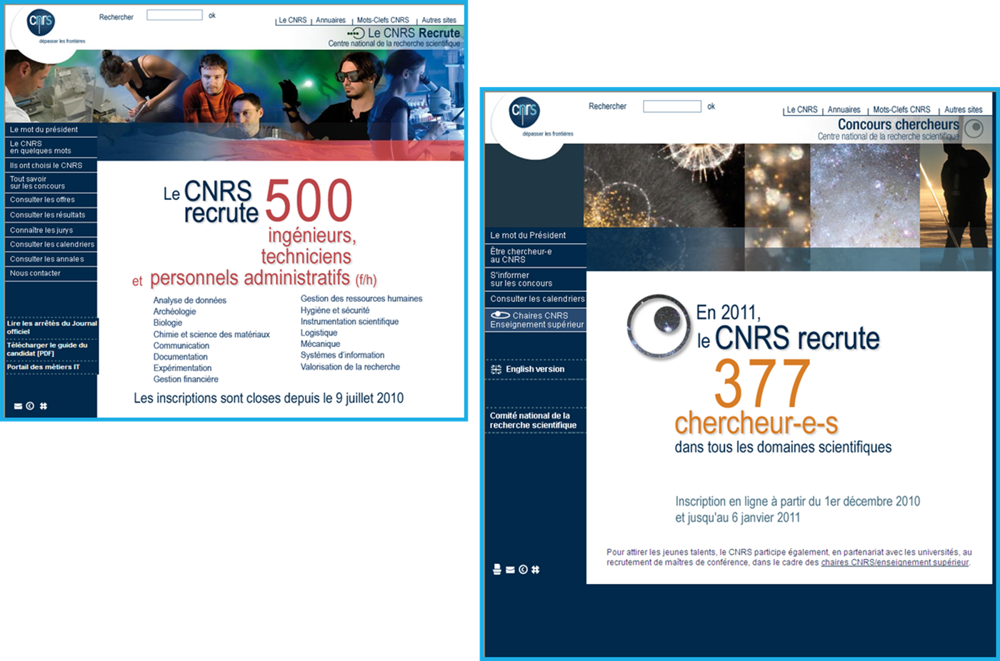 cnrs
dépasser les frontières
Rechercher ok
Le CNRS Annuaires Mots-Clefs CNRS Autres sites
Le CNRS Recrute
Centre national de la recherche scientifique
Le mot du président
Le CNRS
en quelques mots
Ils ont choisi le CNRS
Tout savoir
sur les concours
Consulter les offres
Consulter les résultats
Connaître les jurys
Consulter les calendriers
Consulter les annales
Nous contacter
Lire les arrêtés du Journal
officiel
Télécharger le guide du
candidat [PDF]
Portail des métiers IT
Le CNRS
recrute 500
ingénieurs,
techniciens
et personnels administratifs (f/h)
Analyse de données
Archéologie
Biologie
Chimie et science des matériaux
Communication
Documentation
Expérimentation
Gestion financière
Gestion des ressources humaines
Hygiène et sécurité
Instrumentation scientifique
Logistique
Mécanique
Systèmes d'information
Valorisation de la recherche
Les inscriptions sont closes depuis le 9 juillet 2010
cnrs
dépasser les frontières
Rechercher ok
Le CNRS Annuaires Mots-Clefs CNRS Autres sites
Concours chercheurs
Centre national de la recherche scientifique
Le mot du Président
Être chercheur-e
au CNRS
S'informer
sur les concours
Consulter les calendriers
Chaires CNRS
Enseignement supérieur
English version
Comité national de la
recherche scientifique
En 2011,
le CNRS recrute
377
chercheur-e-s
dans tous les domaines scientifiques
Inscription en ligne à partir du 1er décembre 2010
et jusqu'au 6 janvier 2011
Pour attirer les jeunes talents, le CNRS participe également, en partenariat avec les universités, au
recrutement de maîtres de conférence, dans le cadre des chaires CNRS/enseignement supérieur.